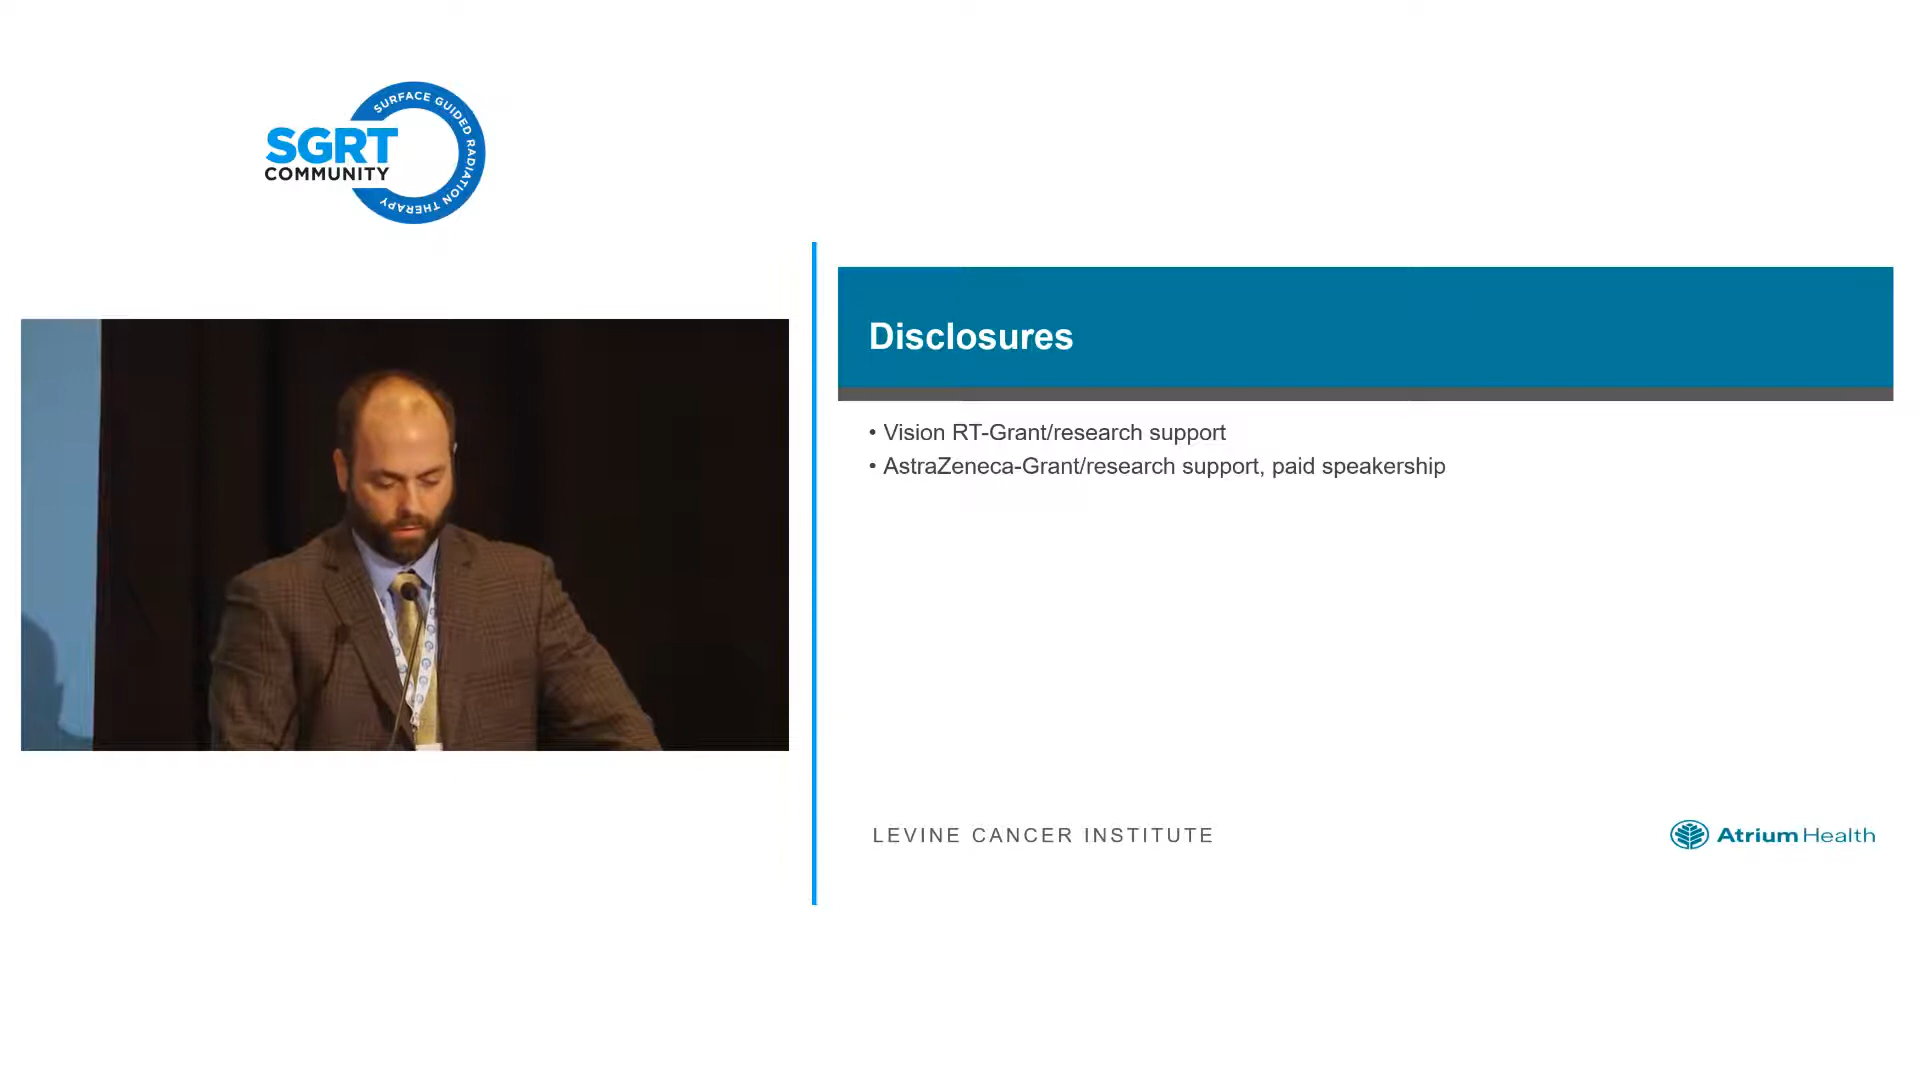 SURFACE GUIDED RADIATION THERAPY
SGRT
COMMUNITY
Disclosures
• Vision RT-Grant/research support
• AstraZeneca-Grant/research support, paid speakership
LEVINE CANCER INSTITUTE
Atrium Health